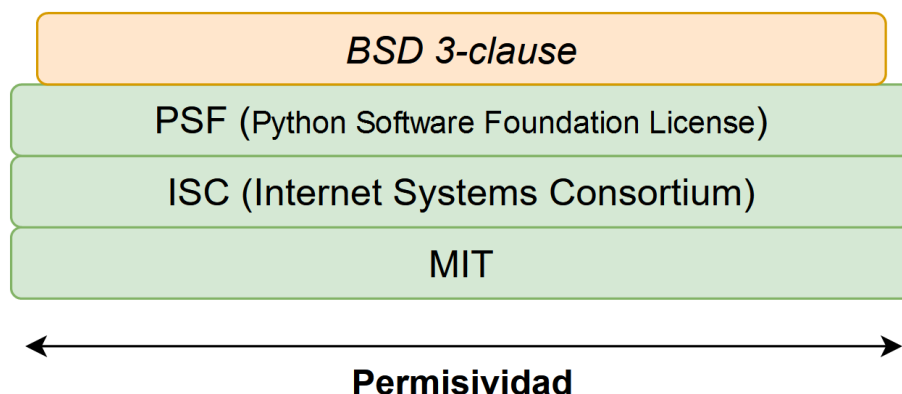 BSD 3-clause
PSF (Python Software Foundation License)
ISC (Internet Systems Consortium)
MIT
Permisividad